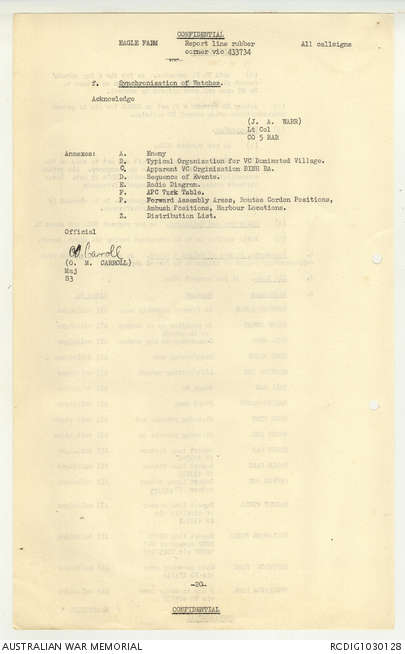 CONFIDENTIAL
EAGLE FARM Report line rubber All callsigns
corner vic 433734
f. Synchronisation of Watches.
Acknowledge
(J. A. WARR)
Lt Col
CO 5 RAR
Annexes: A. Enemy
B. Typical Organization for VC Dominated Village.
C. Apparent VC Orginization BINH BA.
D. Sequence of Events.
E. Radio Diagram.
F. APC Task Table.
P. Forward Assembly Areas, Routes Cordon Positions,
Ambush Positions, Harbour Locations.
Z. Distribution List.
Official
Carroll
(O. M. CARROLL)
Maj
S3
-20-
CONFIDENTIAL
AUSTRALIAN WAR MEMORIAL RCDIG1030128